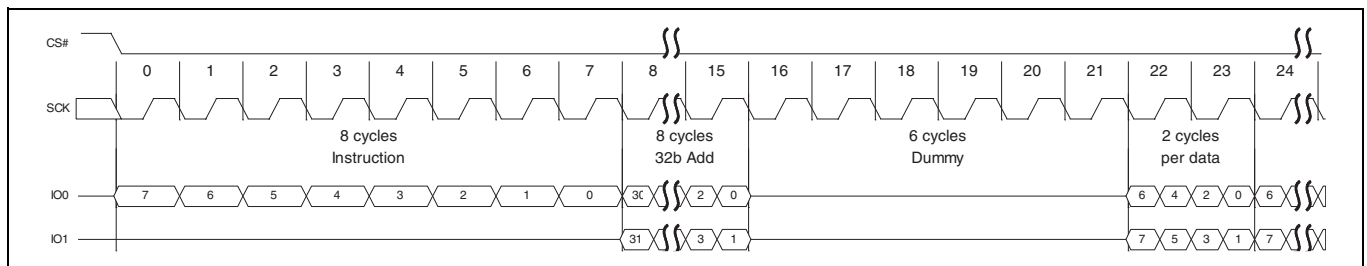 CS#
0 1 2 3 4 5 6 7 8 15 16 17 18 19 20 21 22 23 24
SCK
8 cycles 8 cycles 6 cycles 2 cycles
Instruction 32b Add Dummy per data
IO0 7 6 5 4 3 2 1 0 30 2 0 6 4 2 0 6
IO1 31 3 1 7 5 3 1 7